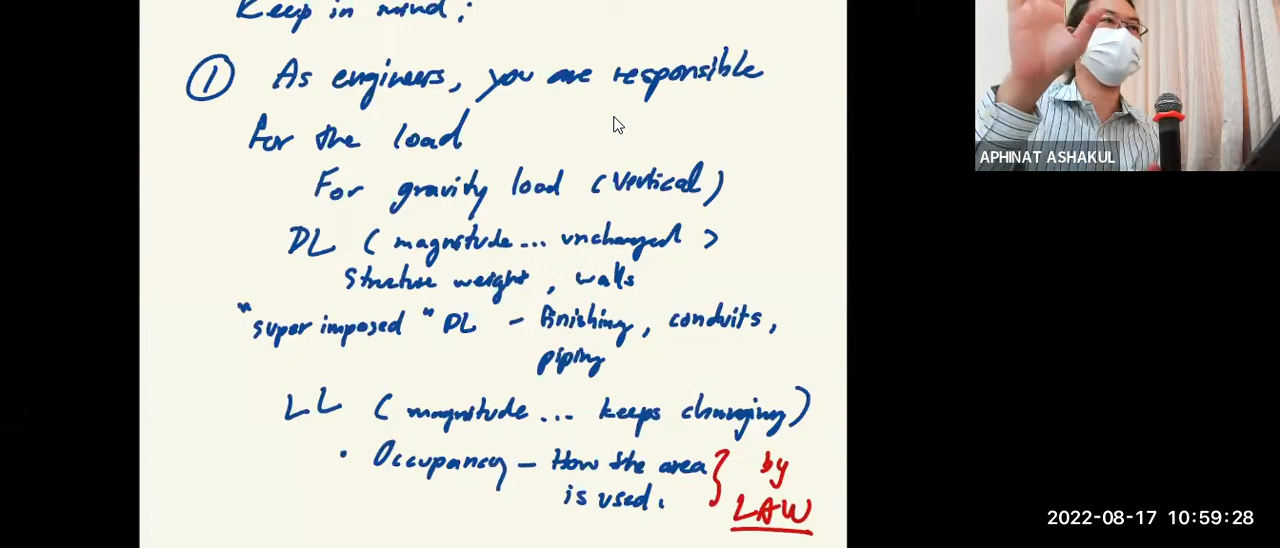 Keep in mind;
① As engineers, you are responsible
for the load
For gravity load (vertical)
DL (magnitude... unchanged)
Structure weight, walls
"super imposed" DL - finishing, conduits,
piping
LL (magnitude... keeps changing)
• Occupancy - How the area
is used.
by
LAW
APHINAT ASHAKUL
2022-08-17 10:59:28